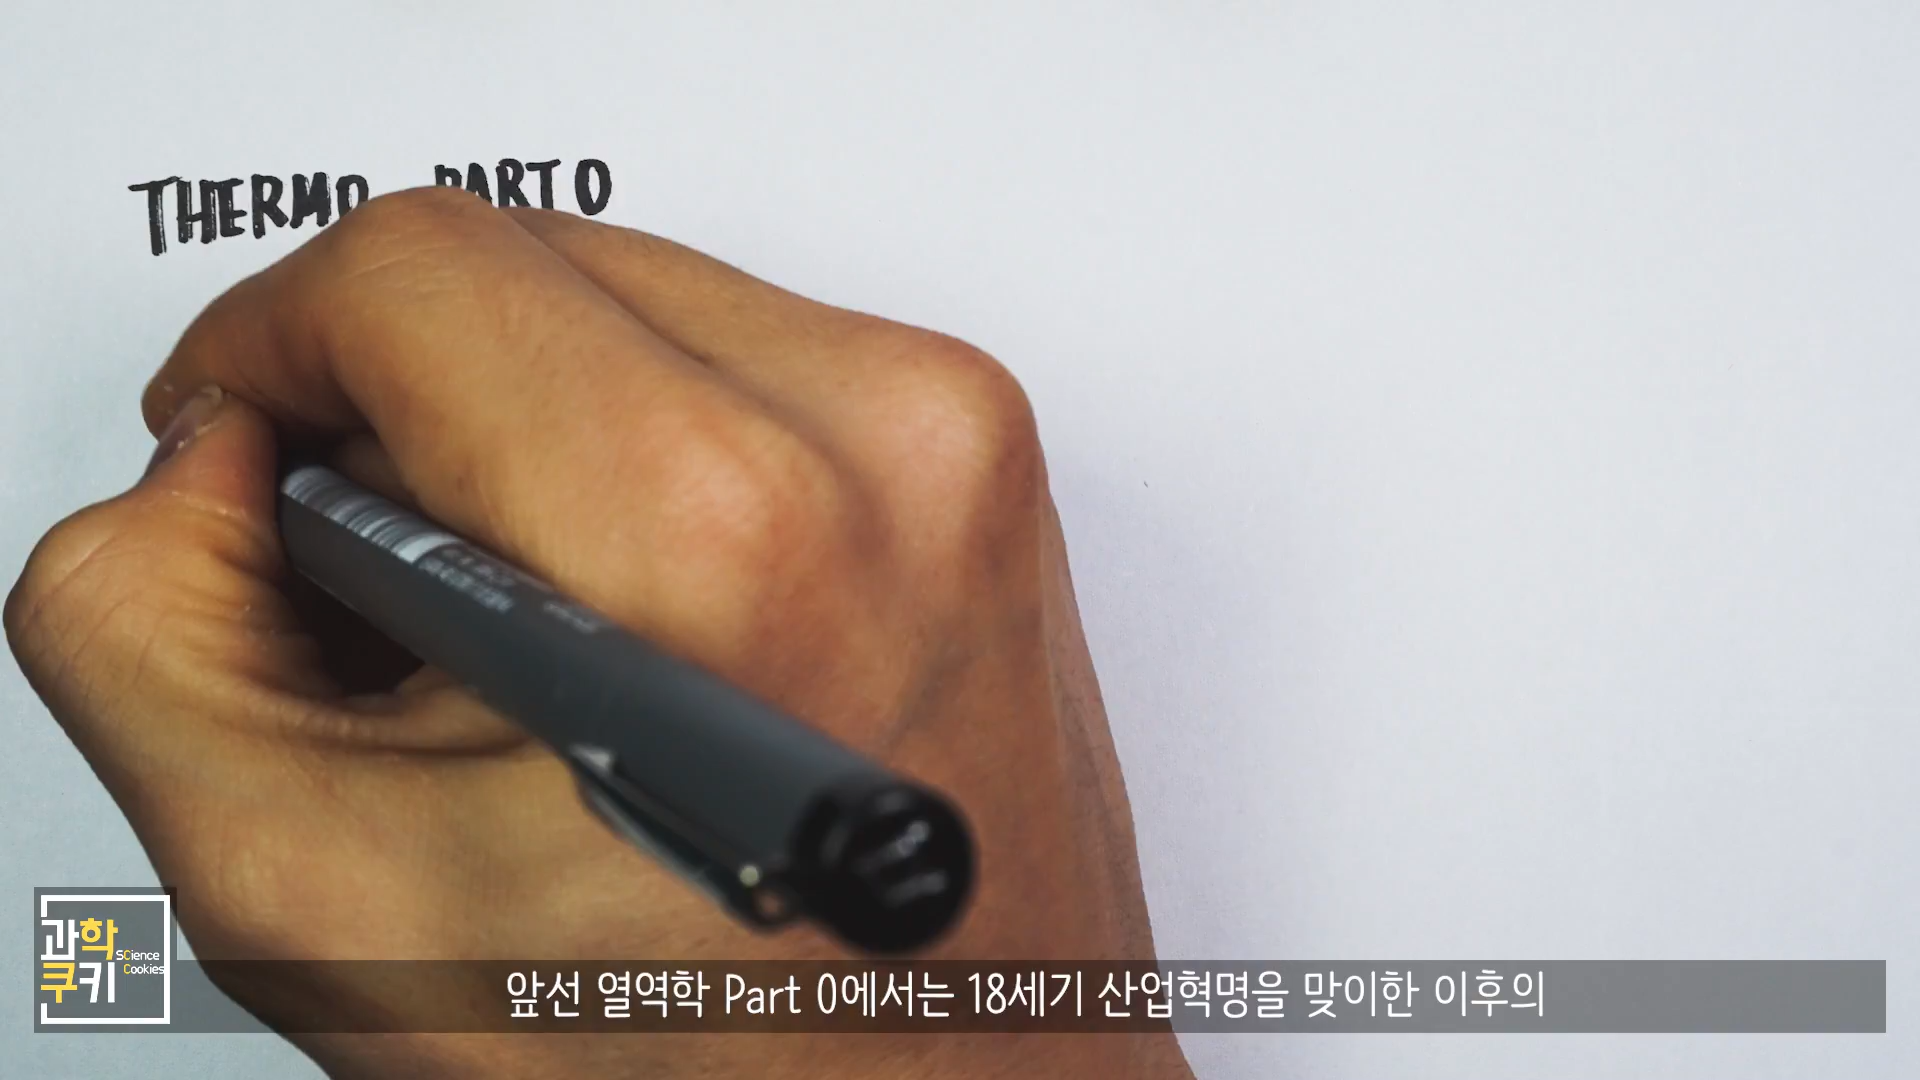 THERMO PART 0
과학
쿠키
SCience
Cookies
앞선 열역학 Part 0에서는 18세기 산업혁명을 맞이한 이후의